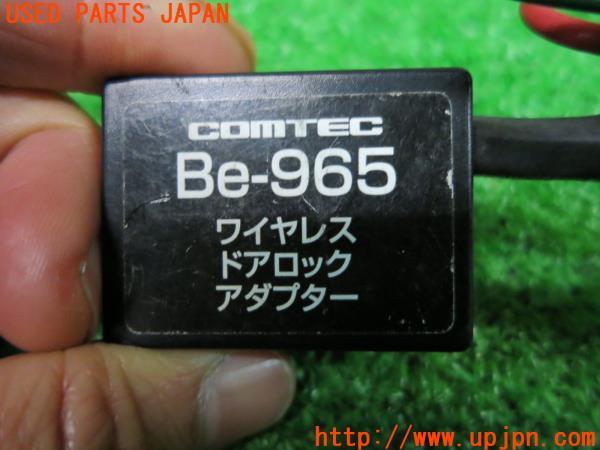 USED PARTS JAPAN
COMTEC
Be-965
ワイヤレス
ドアロック
アダプター
http://www.upjpn.com